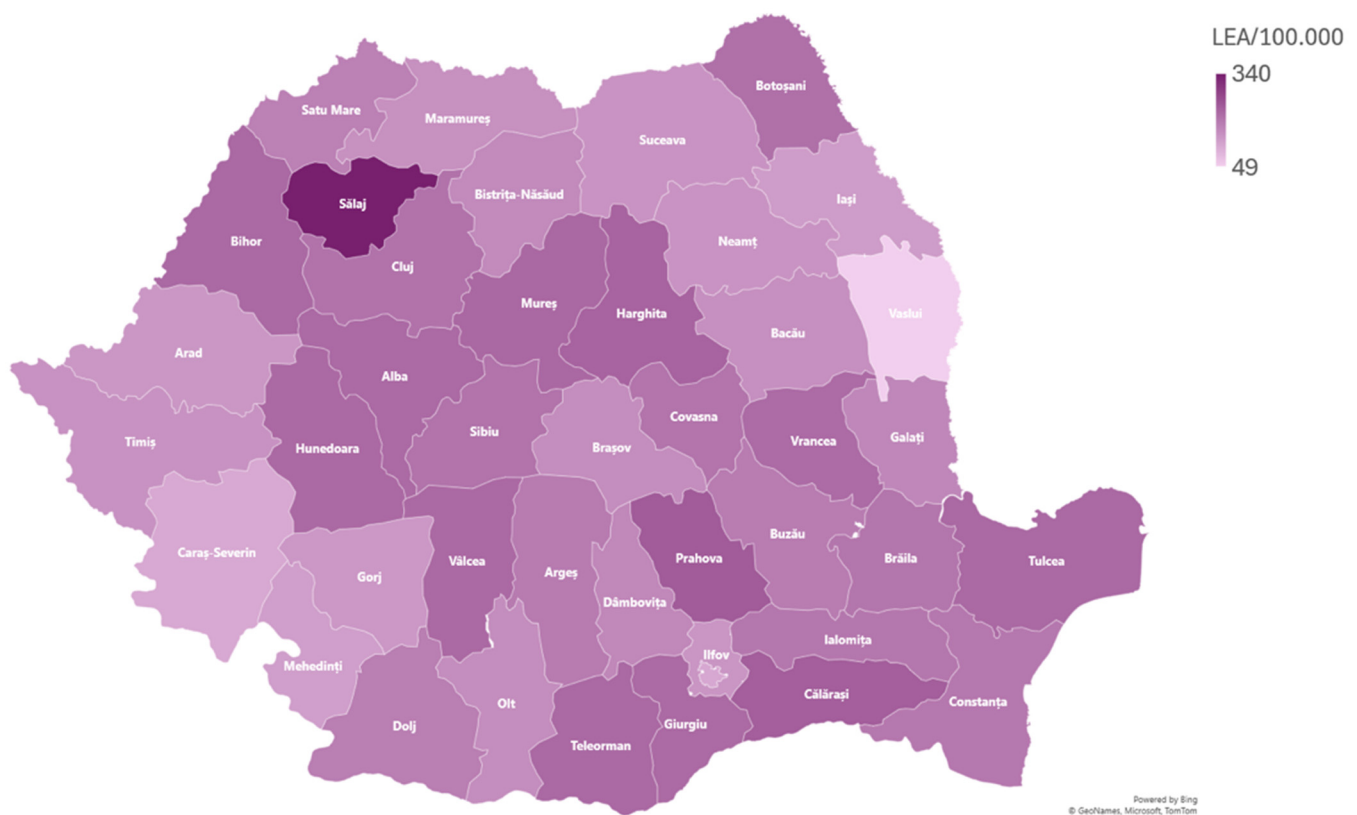 LEA/100.000
340
49
Botoșani
Satu Mare
Maramureș
Suceava
Bistrița-Năsăud
Iași
Sălaj
Bihor
Neamț
Cluj
Mureș
Harghita
Vaslui
Bacău
Arad
Alba
Covasna
Timiș
Sibiu
Hunedoara
Brașov
Vrancea
Galați
Buzău
Caraș-Severin
Prahova
Brăila
Tulcea
Vâlcea
Argeș
Gorj
Dâmbovița
Ialomița
Ilfov
Mehedinți
Călărași
Olt
Constanța
Dolj
Giurgiu
Teleorman
Powered by Bing
© GeoNames, Microsoft, TomTom